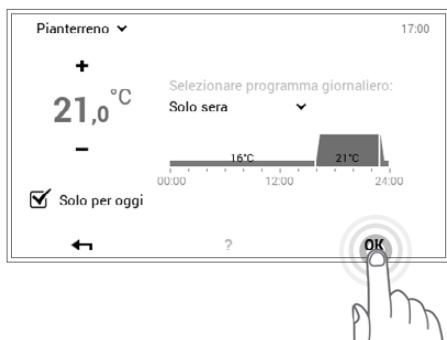 Pianterreno 17:00
+
Selezionare programma giornaliero:
21,0°C
Solo sera
−
16°C 21°C
00:00 12:00 24:00
Solo per oggi
? OK